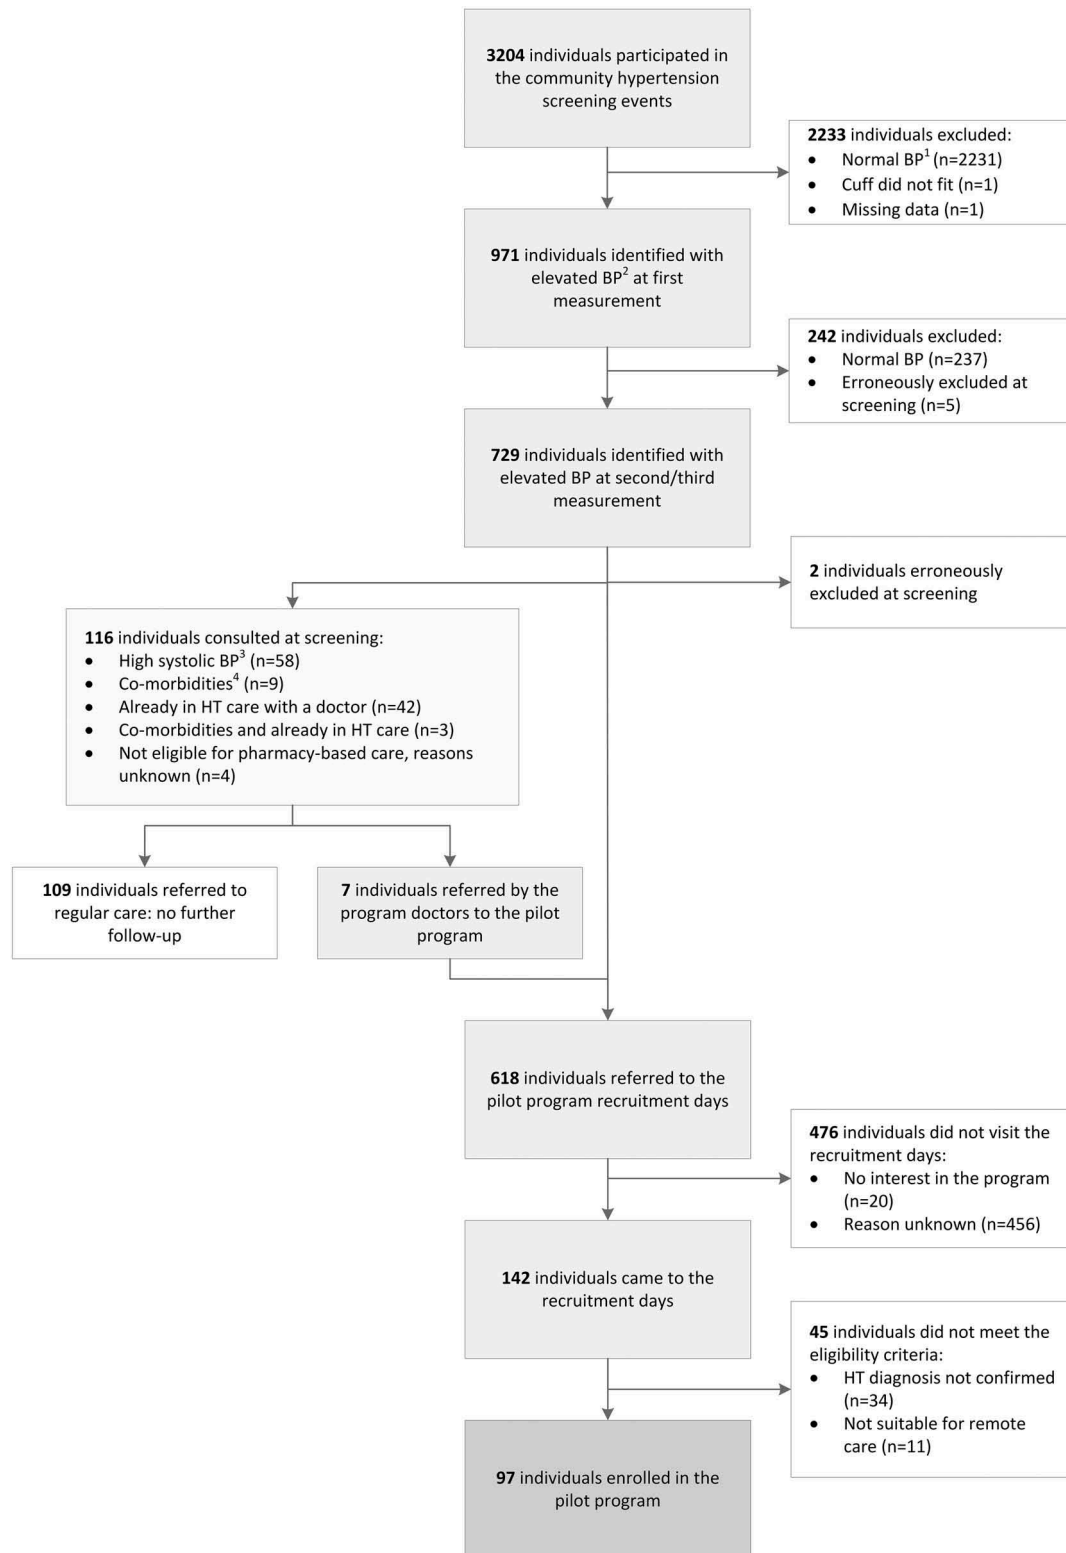 3204 individuals participated in
the community hypertension
screening events
2233 individuals excluded:
• Normal BP1 (n=2231)
• Cuff did not fit (n=1)
• Missing data (n=1)
971 individuals identified with
elevated BP2 at first
measurement
242 individuals excluded:
• Normal BP (n=237)
• Erroneously excluded at
screening (n=5)
729 individuals identified with
elevated BP at second/third
measurement
2 individuals erroneously
excluded at screening
116 individuals consulted at screening:
• High systolic BP3 (n=58)
• Co-morbidities4 (n=9)
• Already in HT care with a doctor (n=42)
• Co-morbidities and already in HT care (n=3)
• Not eligible for pharmacy-based care, reasons
unknown (n=4)
109 individuals referred to
regular care: no further
follow-up
7 individuals referred by the
program doctors to the pilot
program
618 individuals referred to the
pilot program recruitment days
476 individuals did not visit the
recruitment days:
• No interest in the program
(n=20)
• Reason unknown (n=456)
142 individuals came to the
recruitment days
45 individuals did not meet the
eligibility criteria:
• HT diagnosis not confirmed
(n=34)
• Not suitable for remote
care (n=11)
97 individuals enrolled in the
pilot program